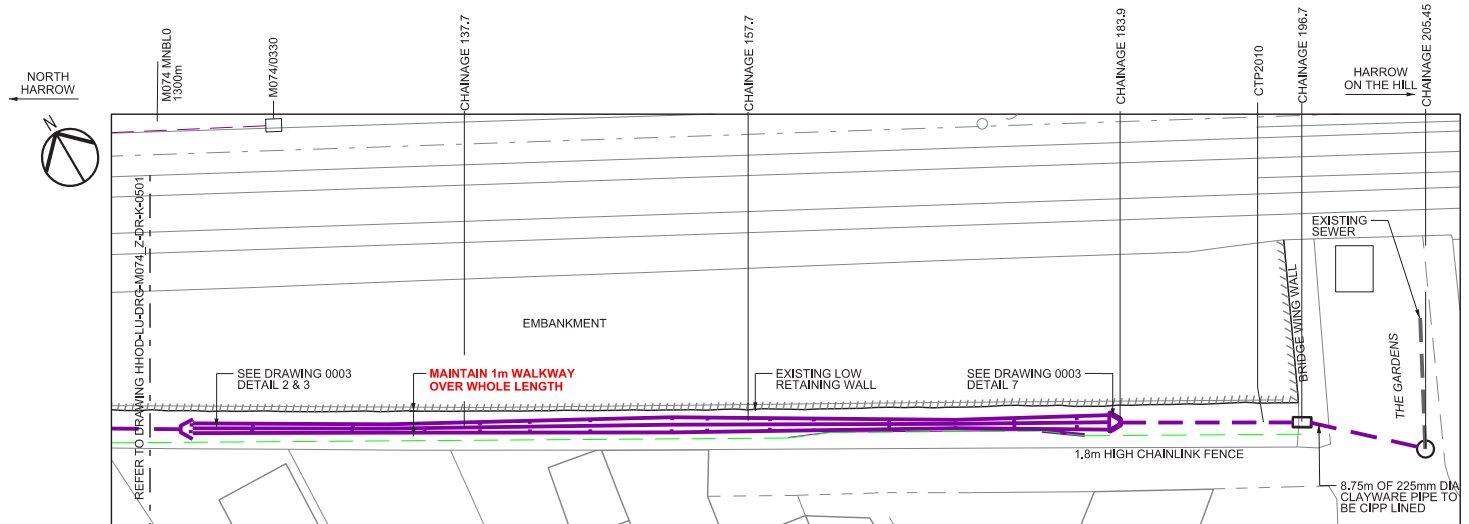 NORTH
HARROW
N
M074 MNBL0
1300m
M074/0330
CHAINAGE 137.7
CHAINAGE 157.7
CHAINAGE 183.9
CTP2010
CHAINAGE 196.7
HARROW
ON THE HILL
CHAINAGE 205.45
REFER TO DRAWING HHOD-LU-DRG-M074_Z-DR-K-0501
EXISTING
SEWER
EMBANKMENT
BRIDGE WING WALL
THE GARDENS
SEE DRAWING 0003
DETAIL 2 & 3
MAINTAIN 1m WALKWAY
OVER WHOLE LENGTH
EXISTING LOW
RETAINING WALL
SEE DRAWING 0003
DETAIL 7
1.8m HIGH CHAINLINK FENCE
8.75m OF 225mm DIA
CLAYWARE PIPE TO
BE CIPP LINED